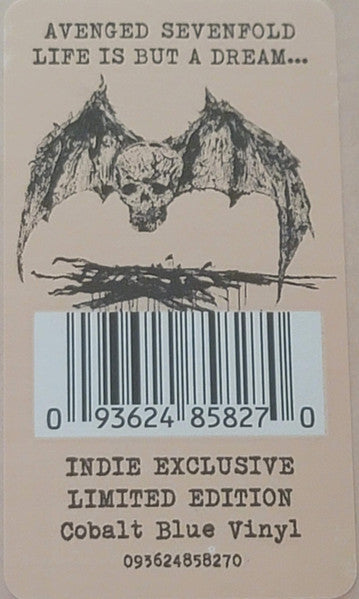 AVENGED SEVENFOLD
LIFE IS BUT A DREAM...
0 93624 85827 0
INDIE EXCLUSIVE
LIMITED EDITION
Cobalt Blue Vinyl
093624858270